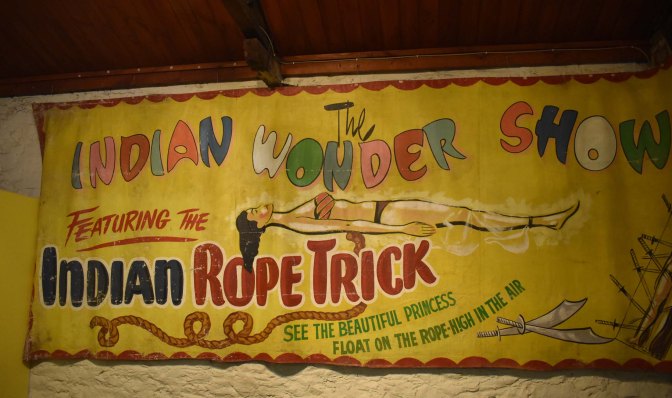 The
INDIAN WONDER SHOW
FEATURING THE
INDIAN ROPE TRICK
SEE THE BEAUTIFUL PRINCESS
FLOAT ON THE ROPE-HIGH IN THE AIR